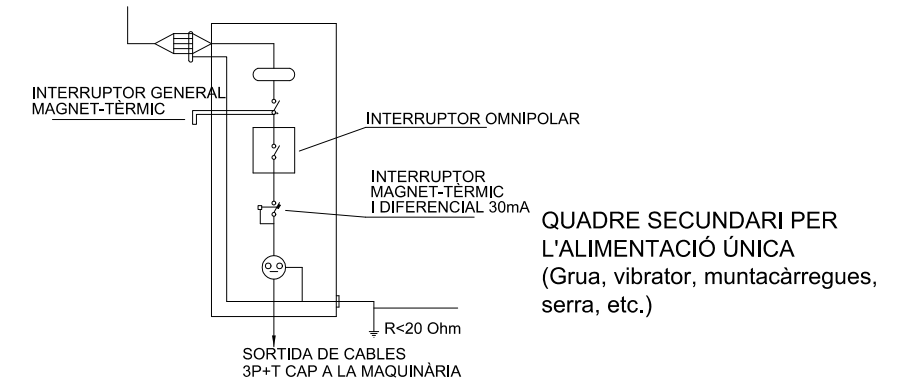 INTERRUPTOR GENERAL
MAGNET-TÈRMIC
INTERRUPTOR OMNIPOLAR
INTERRUPTOR
MAGNET-TÈRMIC
I DIFERENCIAL 30mA
QUADRE SECUNDARI PER
L'ALIMENTACIÓ ÚNICA
(Grua, vibrator, muntacàrregues,
serra, etc.)
R<20 Ohm
SORTIDA DE CABLES
3P+T CAP A LA MAQUINÀRIA